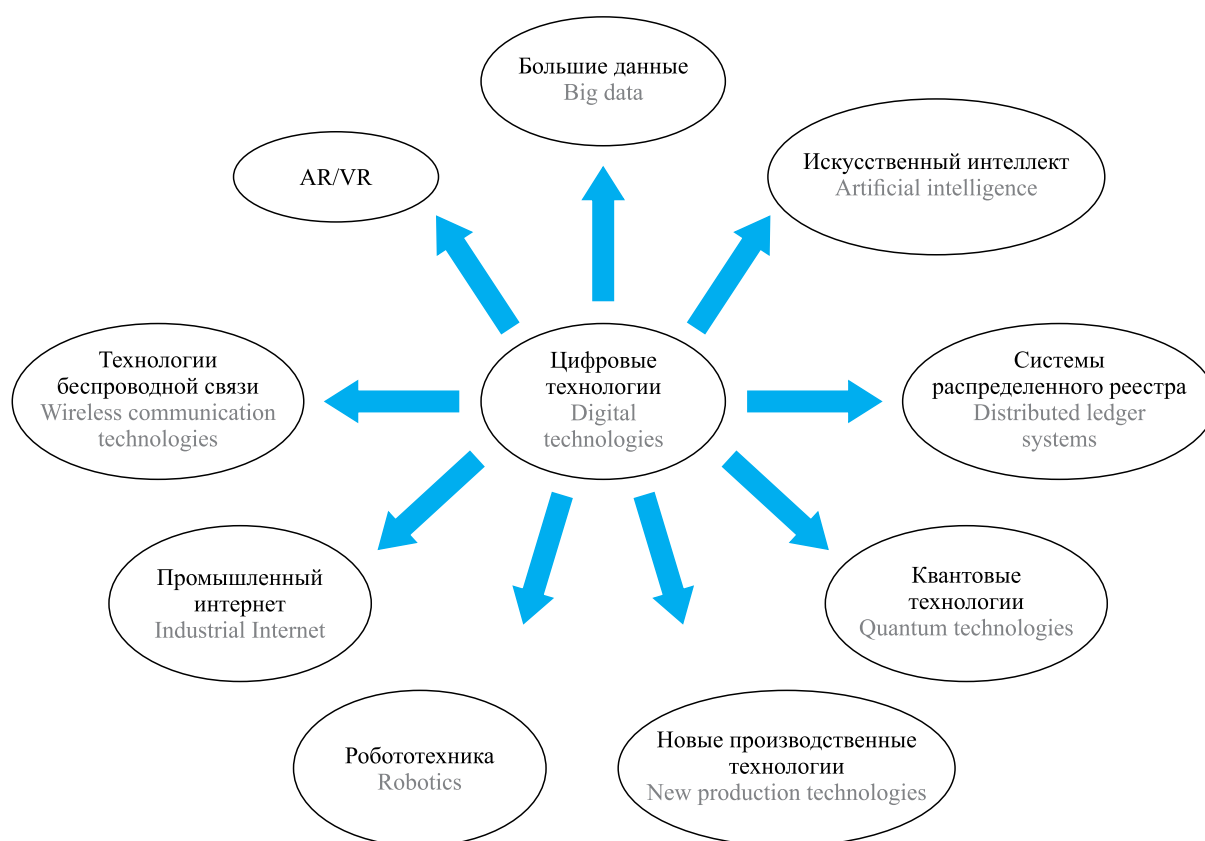 Большие данные
Big data
AR/VR
Искусственный интеллект
Artificial intelligence
Технологии
беспроводной связи
Wireless communication
technologies
Цифровые
технологии
Digital
technologies
Системы
распределенного реестра
Distributed ledger
systems
Промышленный
интернет
Industrial Internet
Квантовые
технологии
Quantum technologies
Робототехника
Robotics
Новые производственные
технологии
New production technologies